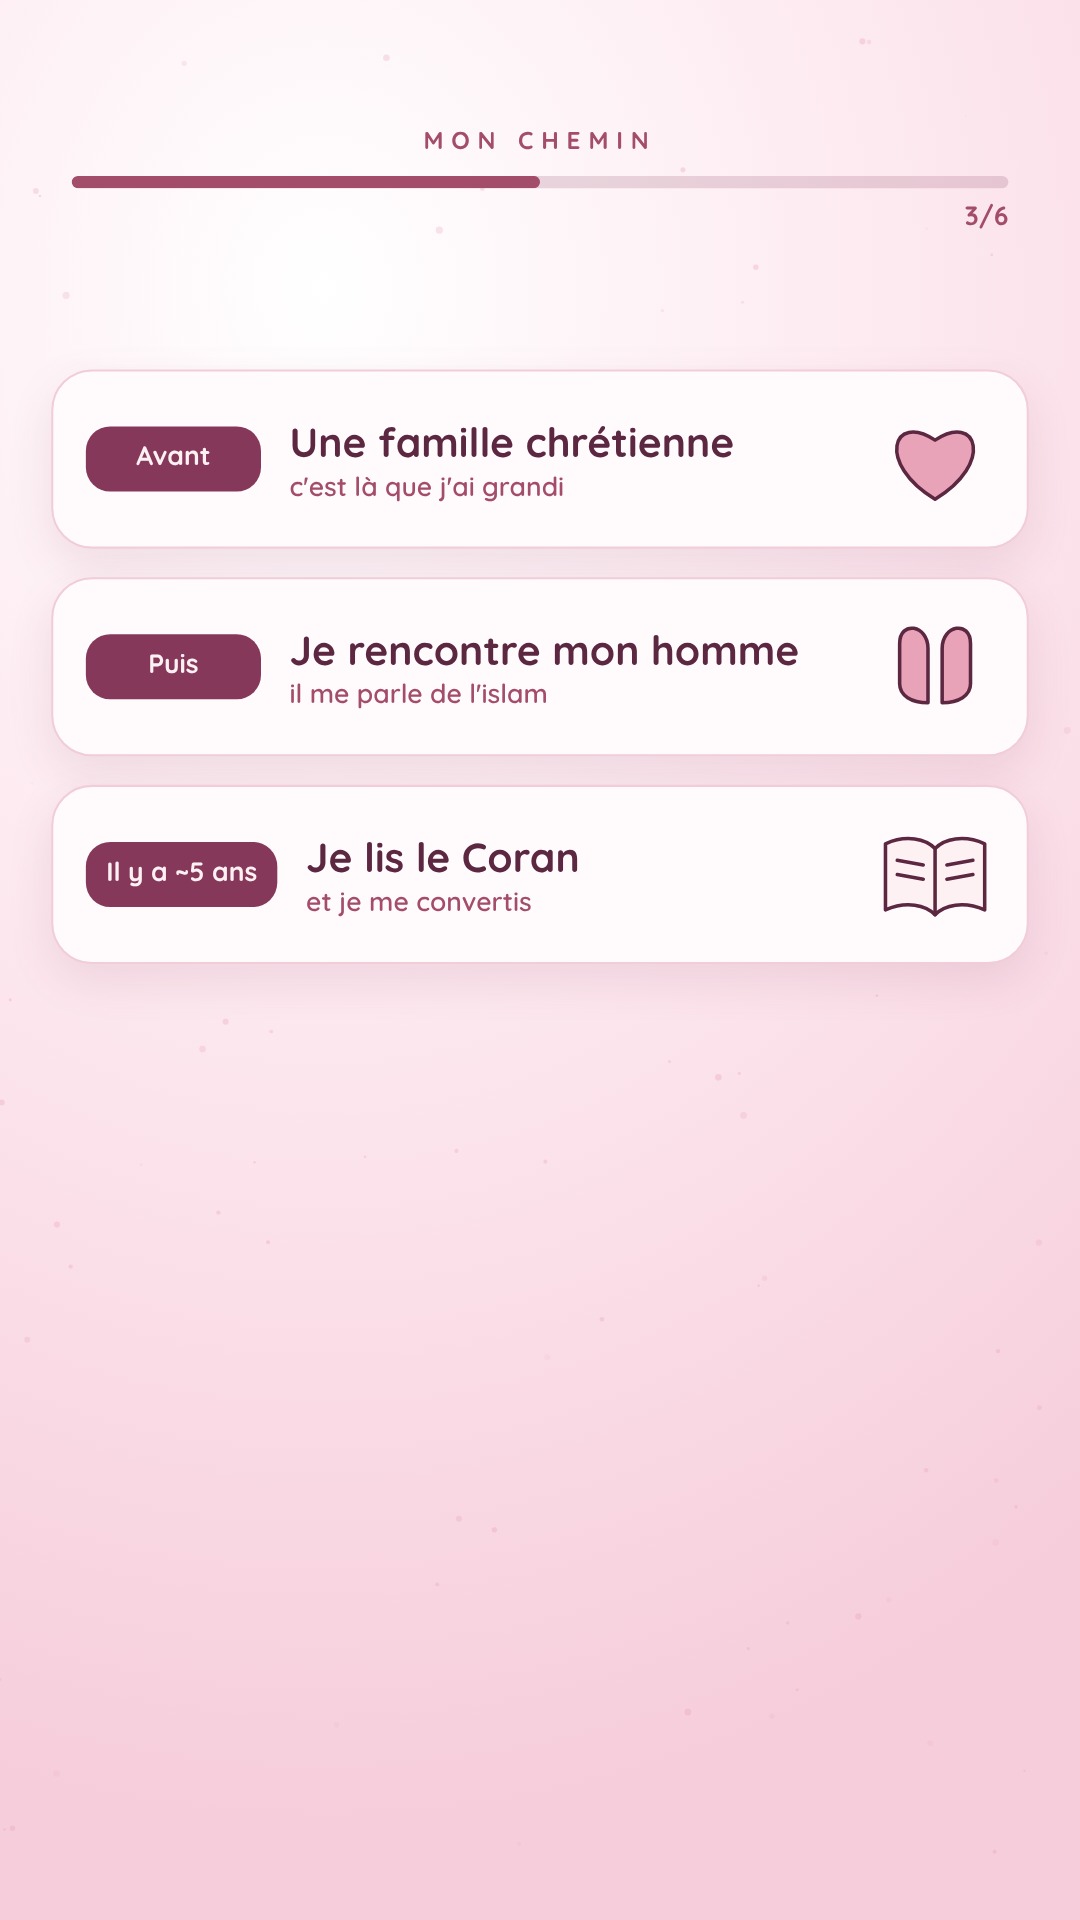 MON CHEMIN
3/6
Avant
Une famille chrétienne
c'est là que j'ai grandi
Puis
Je rencontre mon homme
il me parle de l'islam
Il y a ~5 ans
Je lis le Coran
et je me convertis